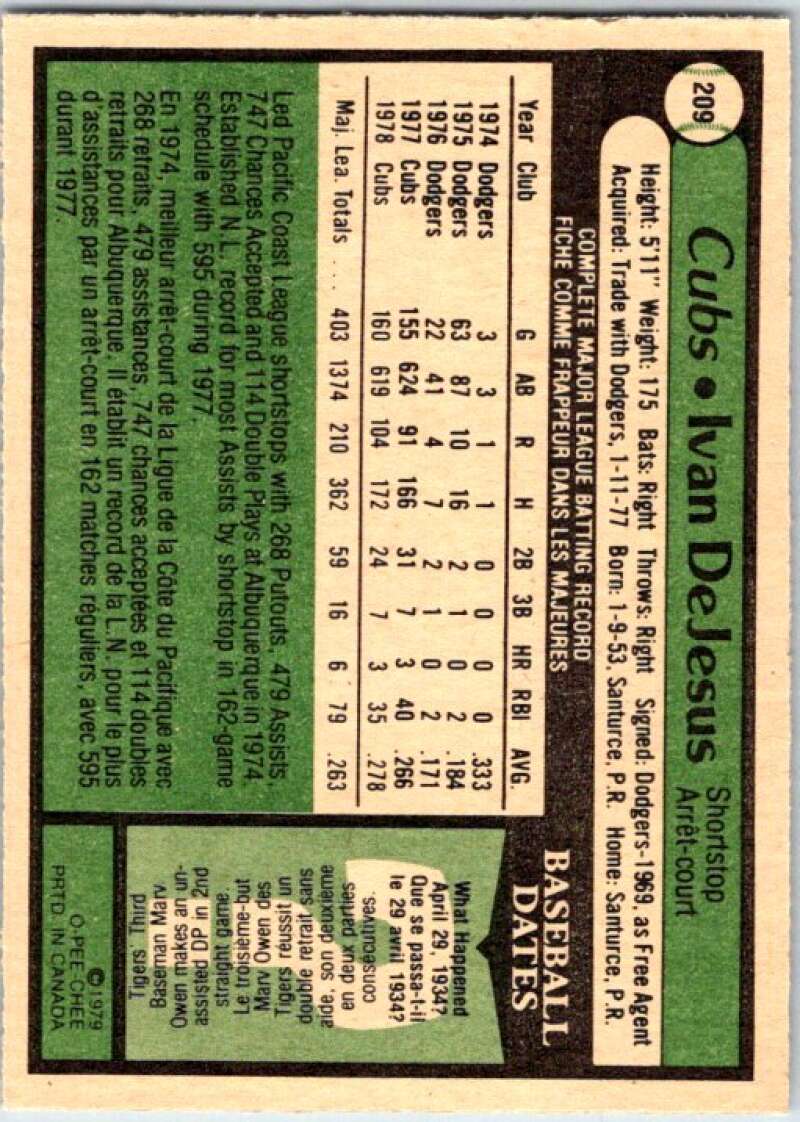 209
Cubs • Ivan DeJesus
Shortstop
Arrêt-court
Height: 5'11" Weight: 175 Bats: Right Throws: Right Signed: Dodgers-1969, as Free Agent
Acquired: Trade with Dodgers, 1-11-77 Born: 1-9-53, Santurce, P.R. Home: Santurce, P.R.
COMPLETE MAJOR LEAGUE BATTING RECORD
FICHE COMME FRAPPEUR DANS LES MAJEURES
Year Club G AB R H 2B 3B HR RBI AVG.
1974 Dodgers 3 3 1 1 0 0 0 0 .333
1975 Dodgers 63 87 10 16 2 1 0 2 .184
1976 Dodgers 22 41 4 7 2 1 0 2 .171
1977 Cubs 155 624 91 166 31 7 3 40 .266
1978 Cubs 160 619 104 172 24 7 3 35 .278
Maj. Lea. Totals ... 403 1374 210 362 59 16 6 79 .263
Led Pacific Coast League shortstops with 268 Putouts, 479 Assists,
747 Chances Accepted and 114 Double Plays at Albuquerque in 1974.
Established N.L. record for most Assists by shortstop in 162-game
schedule with 595 during 1977.
En 1974, meilleur arrêt-court de la Ligue de la Côte du Pacifique avec
268 retraits, 479 assistances, 747 chances acceptées et 114 doubles
retraits pour Albuquerque. Il établit un record de la L.N. pour le plus
d'assistances par un arrêt-court en 162 matches réguliers, avec 595
durant 1977.
BASEBALL
DATES
What Happened
April 29, 1934?
Que se passa-t-il
le 29 avril 1934?
Tigers Third
Baseman Marv
Owen makes an un-
assisted DP in 2nd
straight game.
Le troisième-but
Marv Owen des
Tigers réussit un
double retrait sans
aide, son deuxième
en deux parties
consécutives.
©1979
O-PEE-CHEE
PRTD. IN CANADA